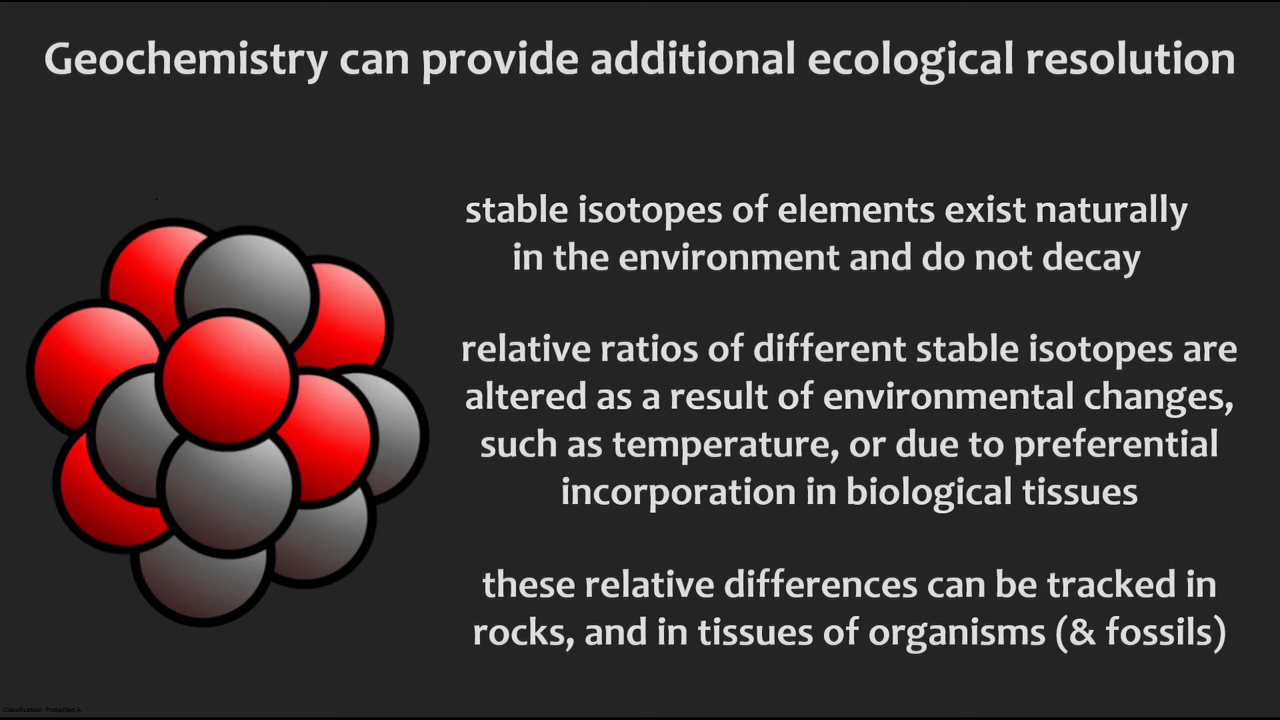 Geochemistry can provide additional ecological resolution
stable isotopes of elements exist naturally
in the environment and do not decay
relative ratios of different stable isotopes are
altered as a result of environmental changes,
such as temperature, or due to preferential
incorporation in biological tissues
these relative differences can be tracked in
rocks, and in tissues of organisms (& fossils)
Classification: Protected A